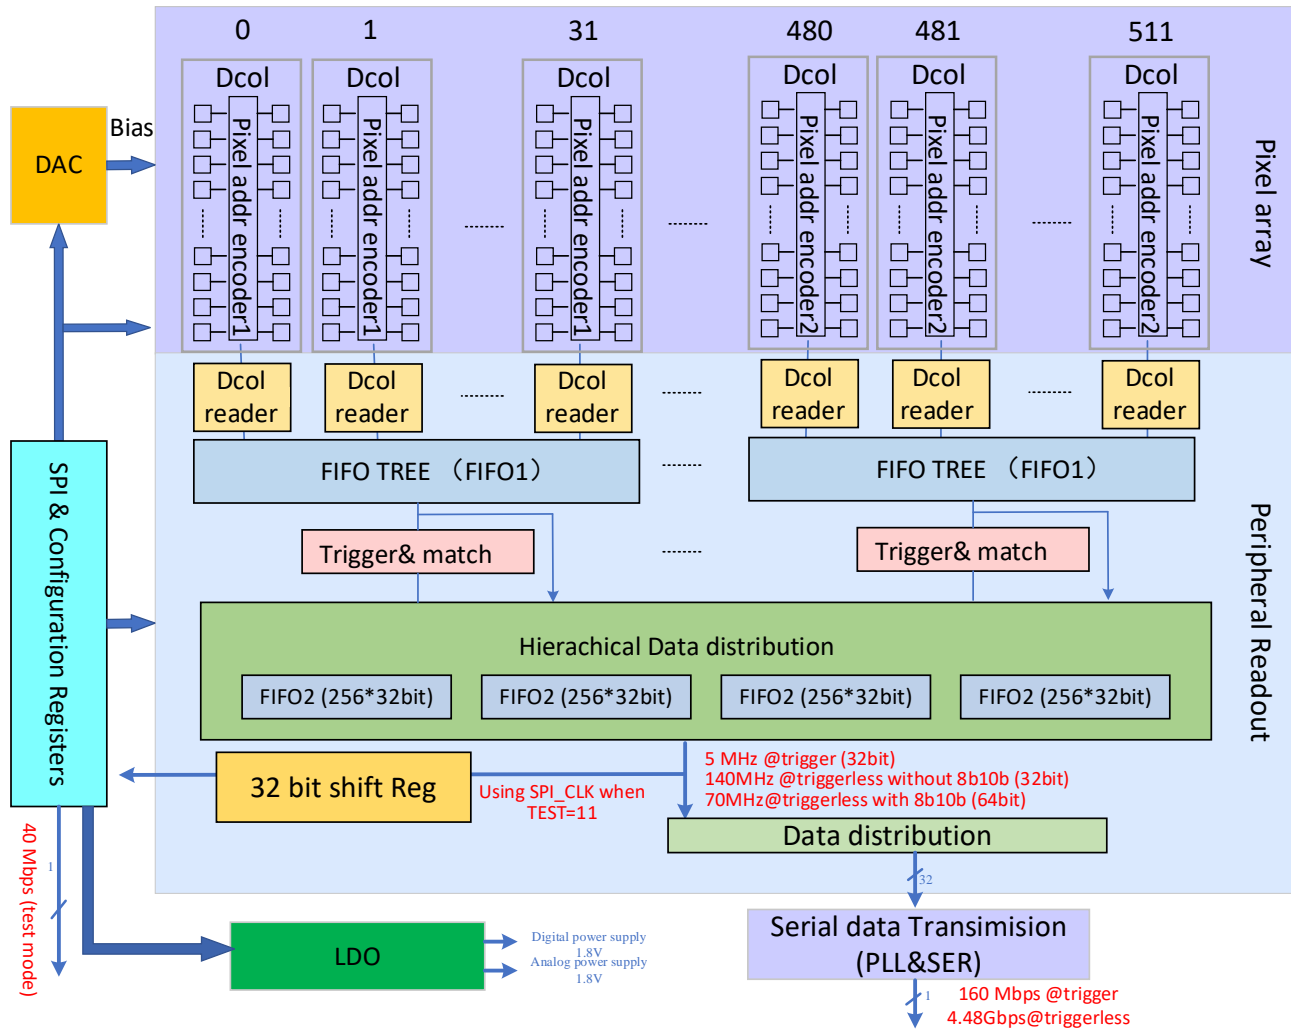 0
1
31
480
481
511
Dcol
Dcol
Dcol
Dcol
Dcol
Dcol
Pixel addr encoder1
Pixel addr encoder1
Pixel addr encoder1
Pixel addr encoder2
Pixel addr encoder2
Pixel addr encoder2
Pixel array
DAC
Bias
Dcol
reader
Dcol
reader
Dcol
reader
Dcol
reader
Dcol
reader
Dcol
reader
FIFO TREE （FIFO1）
FIFO TREE （FIFO1）
Trigger& match
Trigger& match
SPI & Configuration
Registers
Peripheral Readout
Hierachical Data distribution
FIFO2 (256*32bit)
FIFO2 (256*32bit)
FIFO2 (256*32bit)
FIFO2 (256*32bit)
32 bit shift Reg
Using SPI_CLK when
TEST=11
5 MHz @trigger (32bit)
140MHz @triggerless without 8b10b (32bit)
70MHz@triggerless with 8b10b (64bit)
Data distribution
32
40 Mbps (test mode)
1
LDO
Digital power supply
1.8V
Analog power supply
1.8V
Serial data Transimision
(PLL&SER)
1
160 Mbps @trigger
4.48Gbps@triggerless